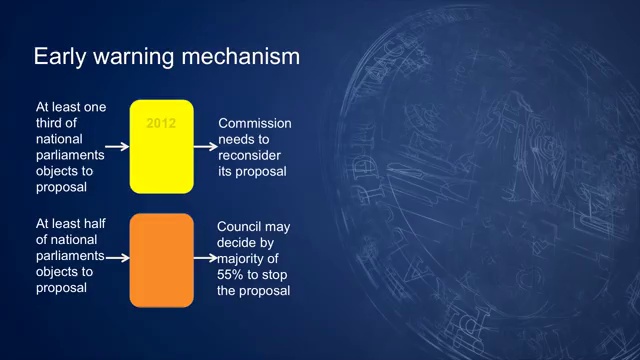 Early warning mechanism
At least one
third of
national
parliaments
objects to
proposal
2012
Commission
needs to
reconsider
its proposal
At least half
of national
parliaments
objects to
proposal
Council may
decide by
majority of
55% to stop
the proposal